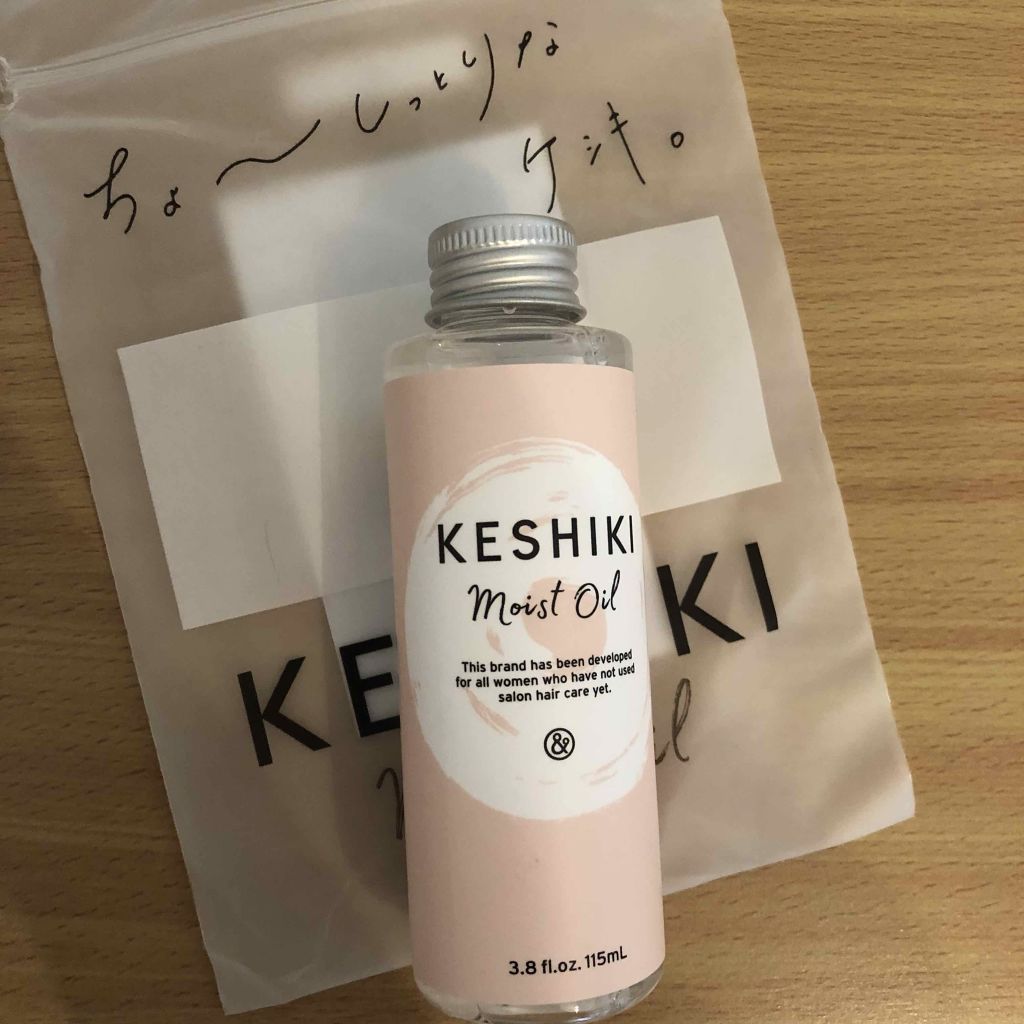 ちょ〜しっとりな
ケシキ。
KESHIKI
Moist Oil
This brand has been developed
for all women who have not used
salon hair care yet.
&
3.8 fl.oz. 115mL
KE KI
il